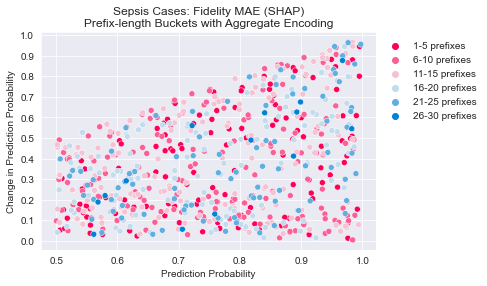 Sepsis Cases: Fidelity MAE (SHAP)
Prefix-length Buckets with Aggregate Encoding
Change in Prediction Probability
1.0
0.9
0.8
0.7
0.6
0.5
0.4
0.3
0.2
0.1
0.0
0.5 0.6 0.7 0.8 0.9 1.0
Prediction Probability
1-5 prefixes
6-10 prefixes
11-15 prefixes
16-20 prefixes
21-25 prefixes
26-30 prefixes